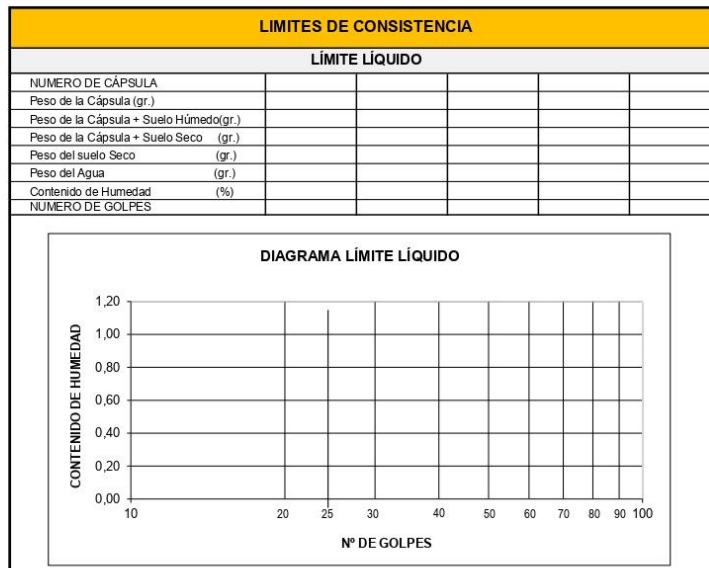 LIMITES DE CONSISTENCIA
LÍMITE LÍQUIDO
NUMERO DE CÁPSULA
Peso de la Cápsula (gr.)
Peso de la Cápsula + Suelo Húmedo(gr.)
Peso de la Cápsula + Suelo Seco (gr.)
Peso del suelo Seco (gr.)
Peso del Agua (gr.)
Contenido de Humedad (%)
NUMERO DE GOLPES
DIAGRAMA LÍMITE LÍQUIDO
CONTENIDO DE HUMEDAD
1,20
1,00
0,80
0,60
0,40
0,20
0,00
10 20 25 30 40 50 60 70 80 90 100
Nº DE GOLPES